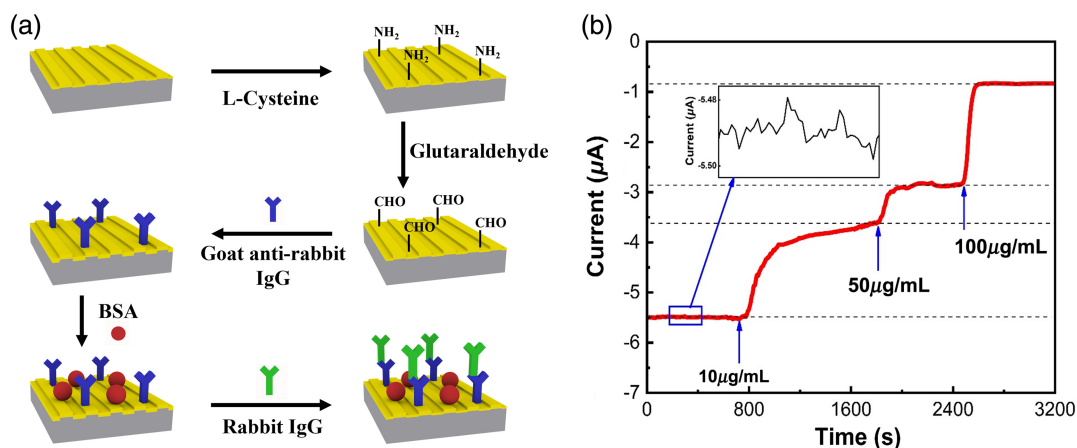 (a)
NH₂
NH₂
NH₂
NH₂
L-Cysteine
Glutaraldehyde
CHO
CHO
CHO
CHO
Goat anti-rabbit
IgG
BSA
Rabbit IgG
(b)
Current (µA)
0
-1
-2
-3
-4
-5
-6
-7
Current (µA)
-5.48
-5.50
10µg/mL
50µg/mL
100µg/mL
0
800
1600
2400
3200
Time (s)